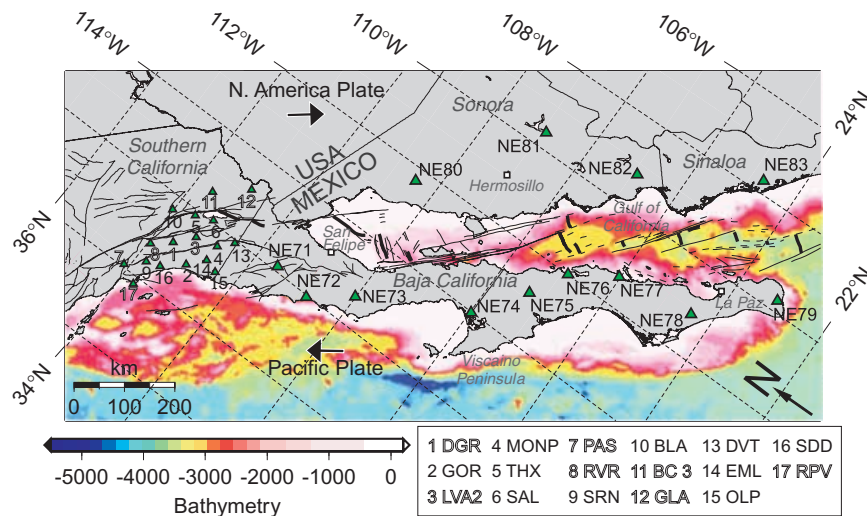 114°W
112°W
110°W
108°W
106°W
N. America Plate
Sonora
24°N
Southern
California
USA
MEXICO
NE81
NE80
Hermosillo
NE82
Sinaloa
NE83
11
12
10
5
6
36°N
San
Felipe
Gulf of
California
7
8
1
3
4
13
NE71
9
16
2
14
15
17
NE72
NE73
Baja California
NE76
NE77
La Paz
NE74
NE75
NE78
NE79
34°N
km
0 100 200
Pacific Plate
Viscaino
Peninsula
N
22°N
-5000 -4000 -3000 -2000 -1000 0
Bathymetry
1 DGR 4 MONP 7 PAS 10 BLA 13 DVT 16 SDD
2 GOR 5 THX 8 RVR 11 BC 3 14 EML 17 RPV
3 LVA2 6 SAL 9 SRN 12 GLA 15 OLP